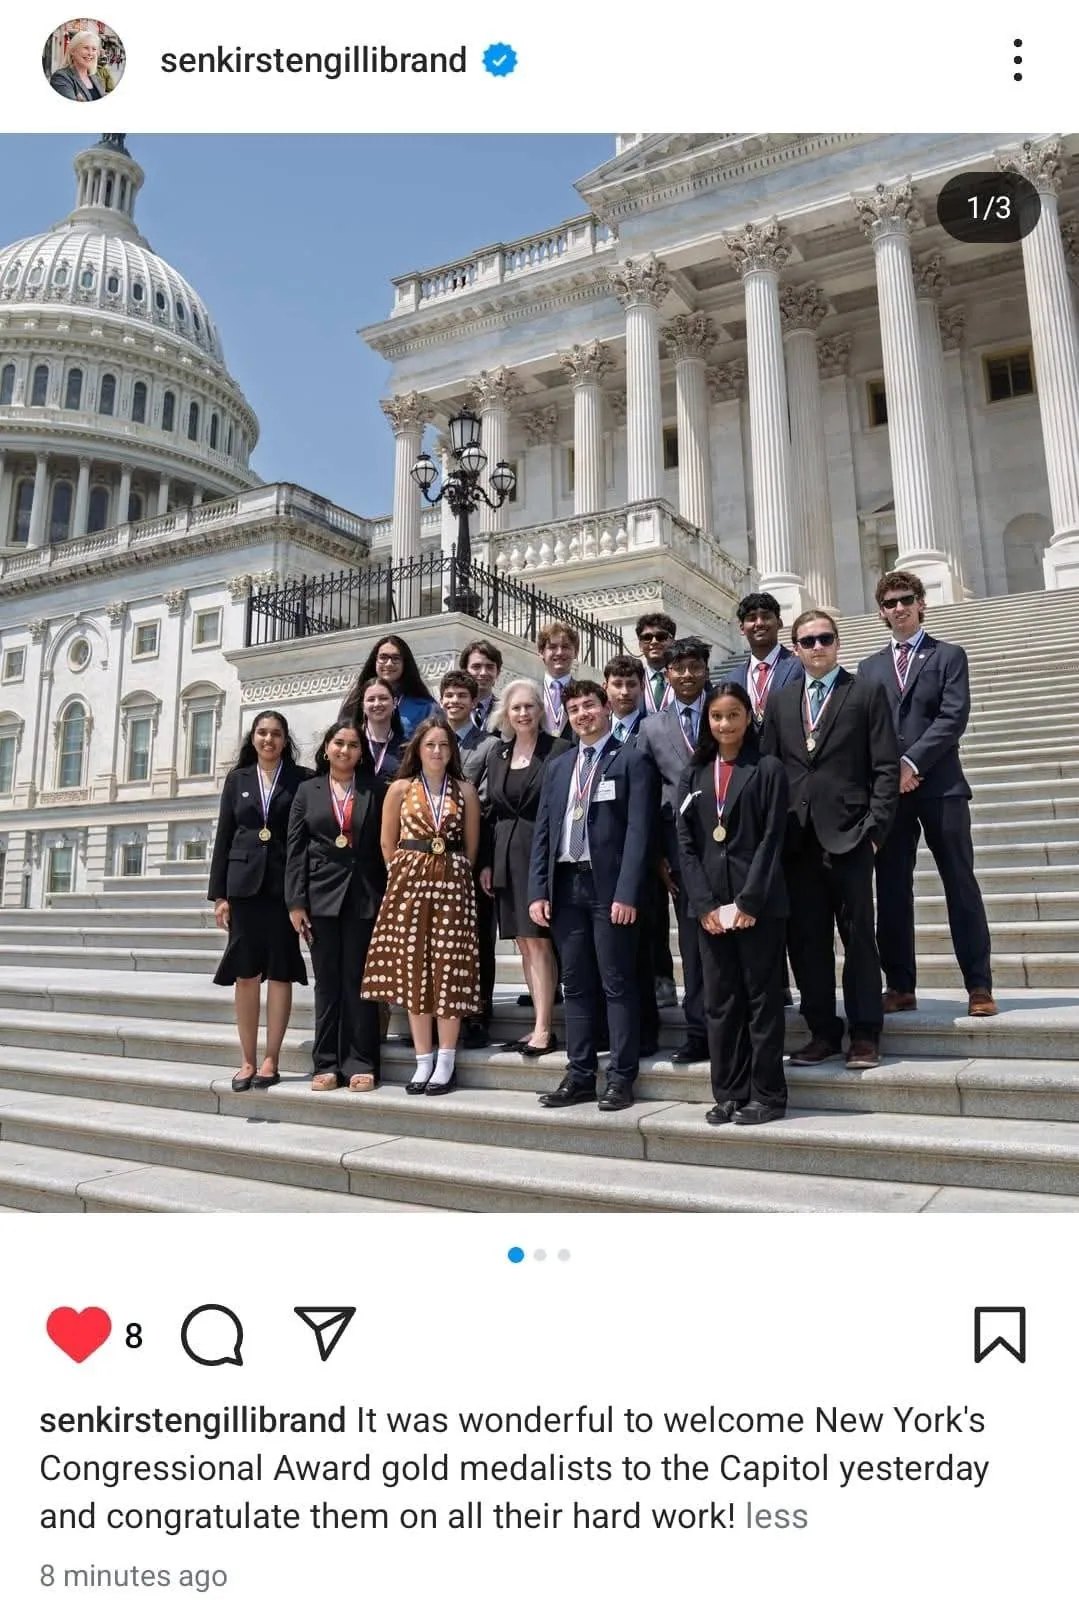 senkirstengillibrand
1/3
8
senkirstengillibrand It was wonderful to welcome New York's
Congressional Award gold medalists to the Capitol yesterday
and congratulate them on all their hard work! less
8 minutes ago